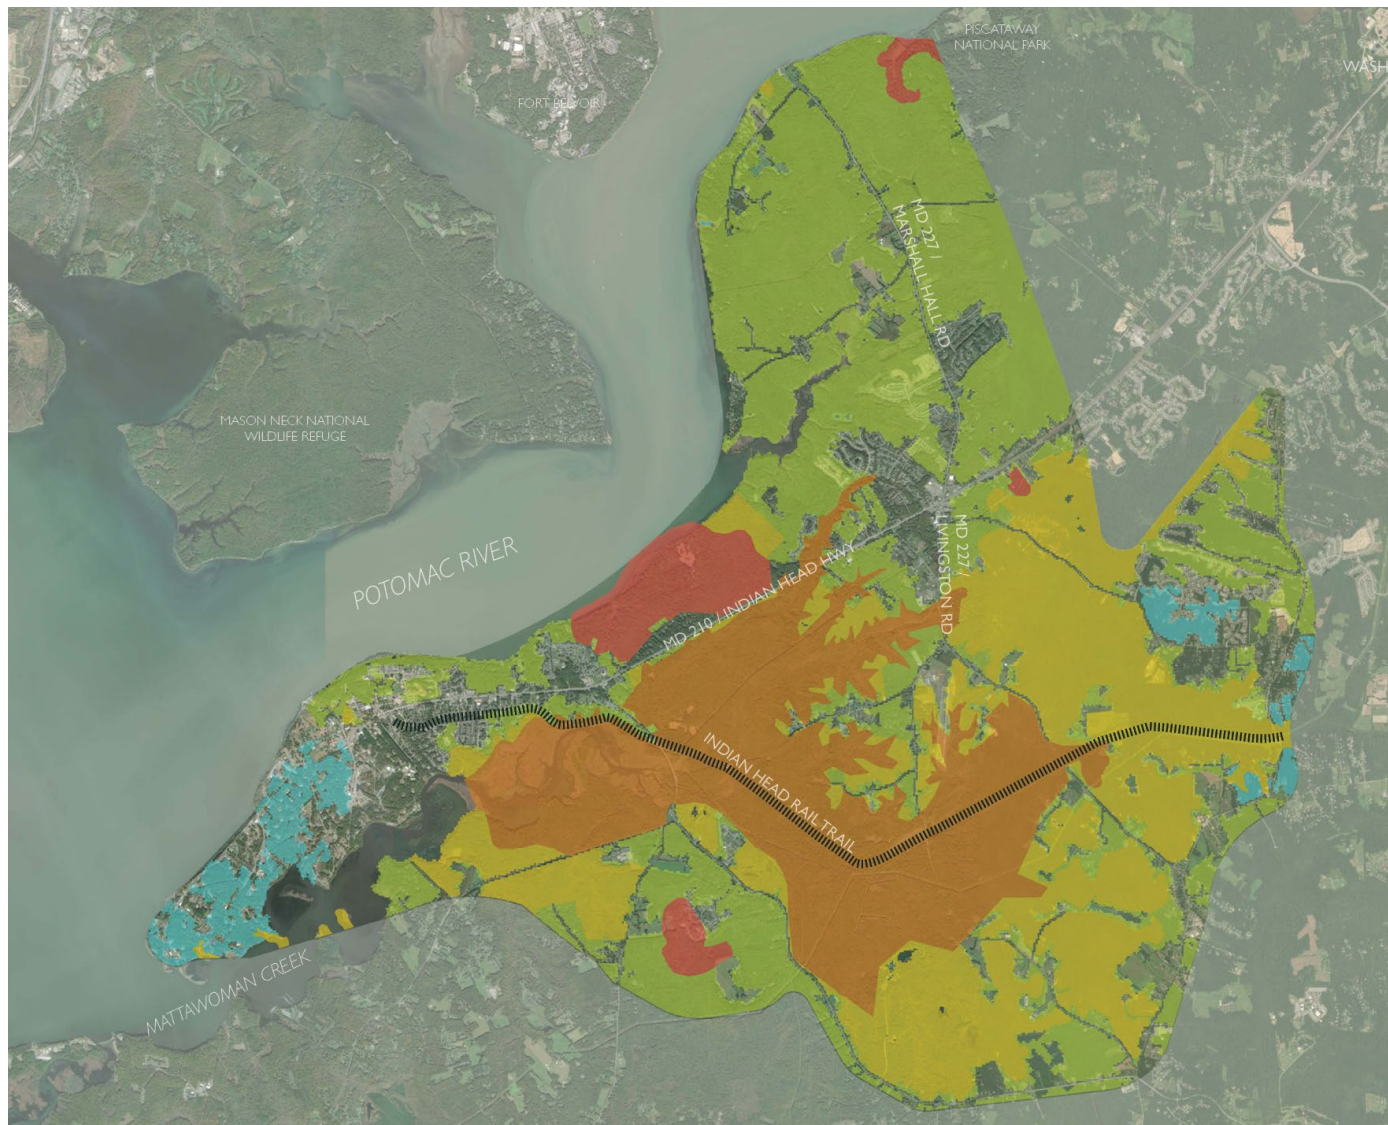 PISCATAWAY
NATIONAL PARK
WASH
FORT BELVOIR
MD 227 /
MARSHALL HALL RD
MASON NECK NATIONAL
WILDLIFE REFUGE
POTOMAC RIVER
MD 210 / INDIAN HEAD HWY
MD 227 /
LIVINGSTON RD
INDIAN HEAD RAIL TRAIL
MATTAWOMAN CREEK